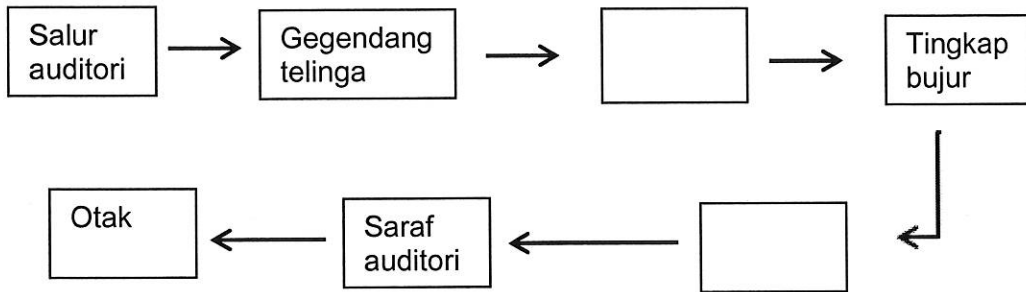 Salur
auditori
Gegendang
telinga
Tingkap
bujur
Otak
Saraf
auditori